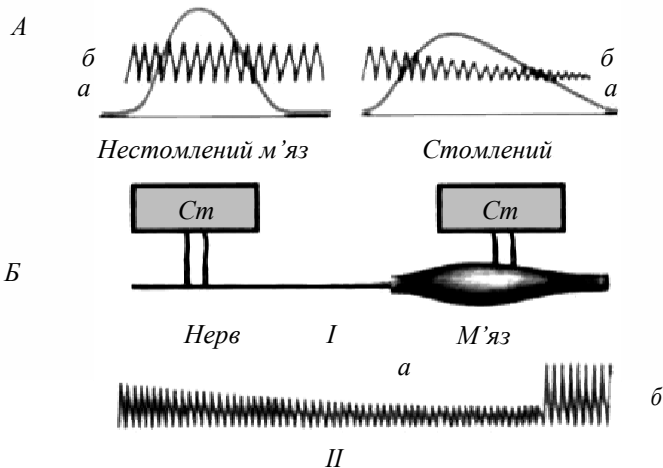 А
б б
а а
Нестомлений м’яз Стомлений
Ст Ст
Б
Нерв I М’яз
а
б
II